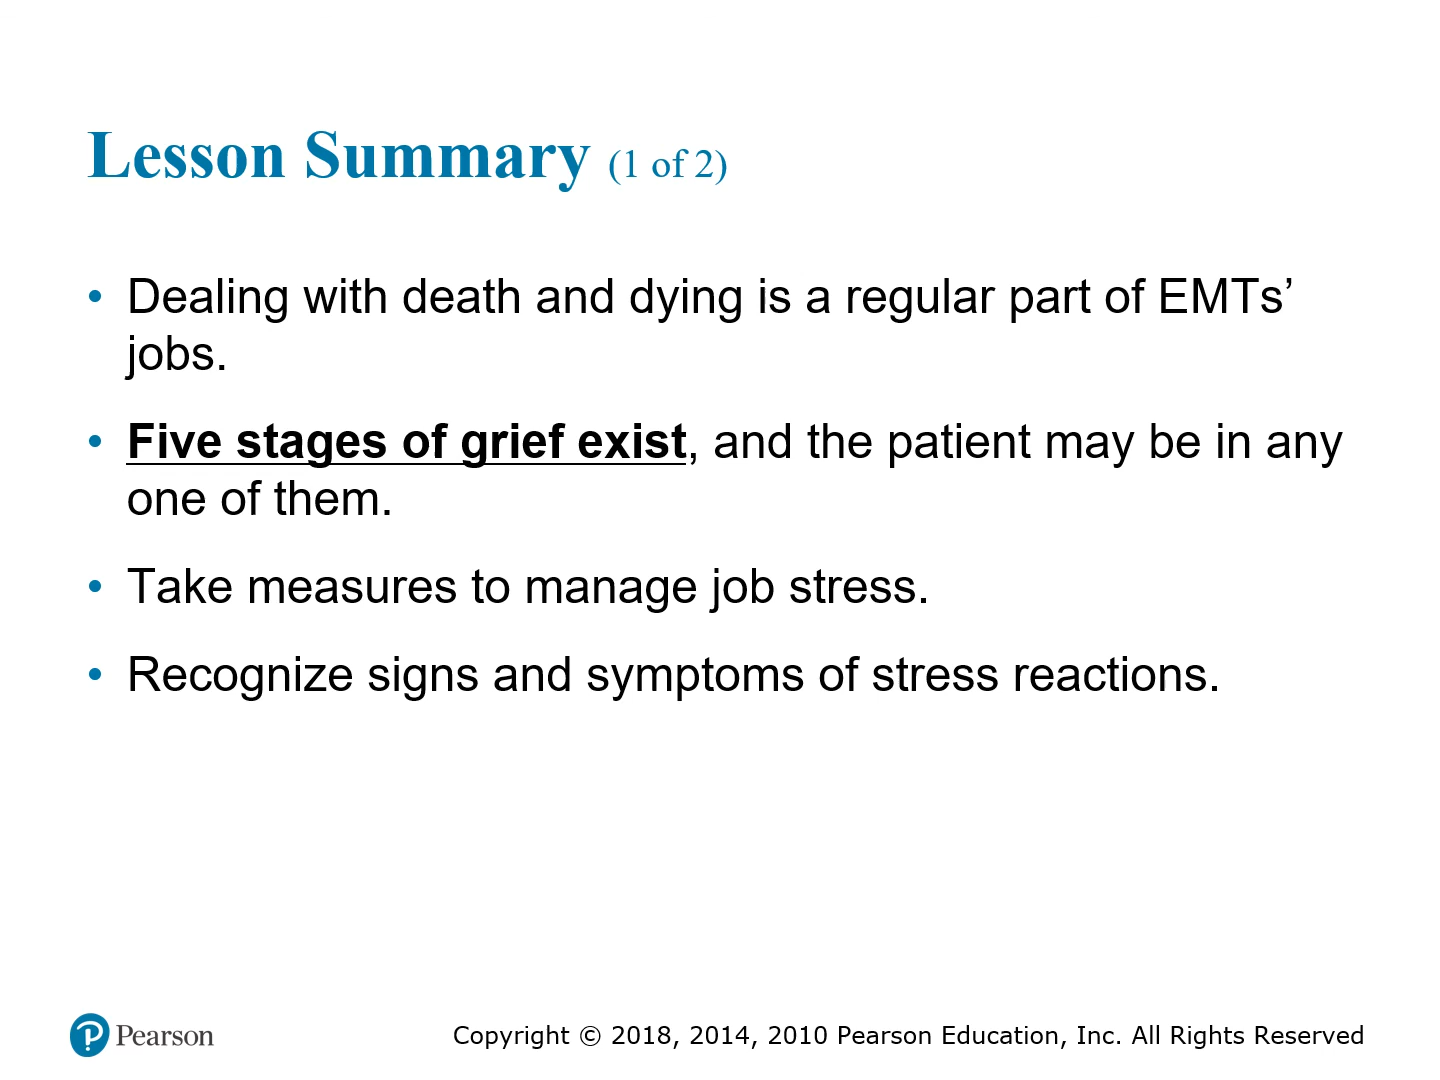 Lesson Summary (1 of 2)
• Dealing with death and dying is a regular part of EMTs’
jobs.
• Five stages of grief exist, and the patient may be in any
one of them.
• Take measures to manage job stress.
• Recognize signs and symptoms of stress reactions.
Pearson
Copyright © 2018, 2014, 2010 Pearson Education, Inc. All Rights Reserved